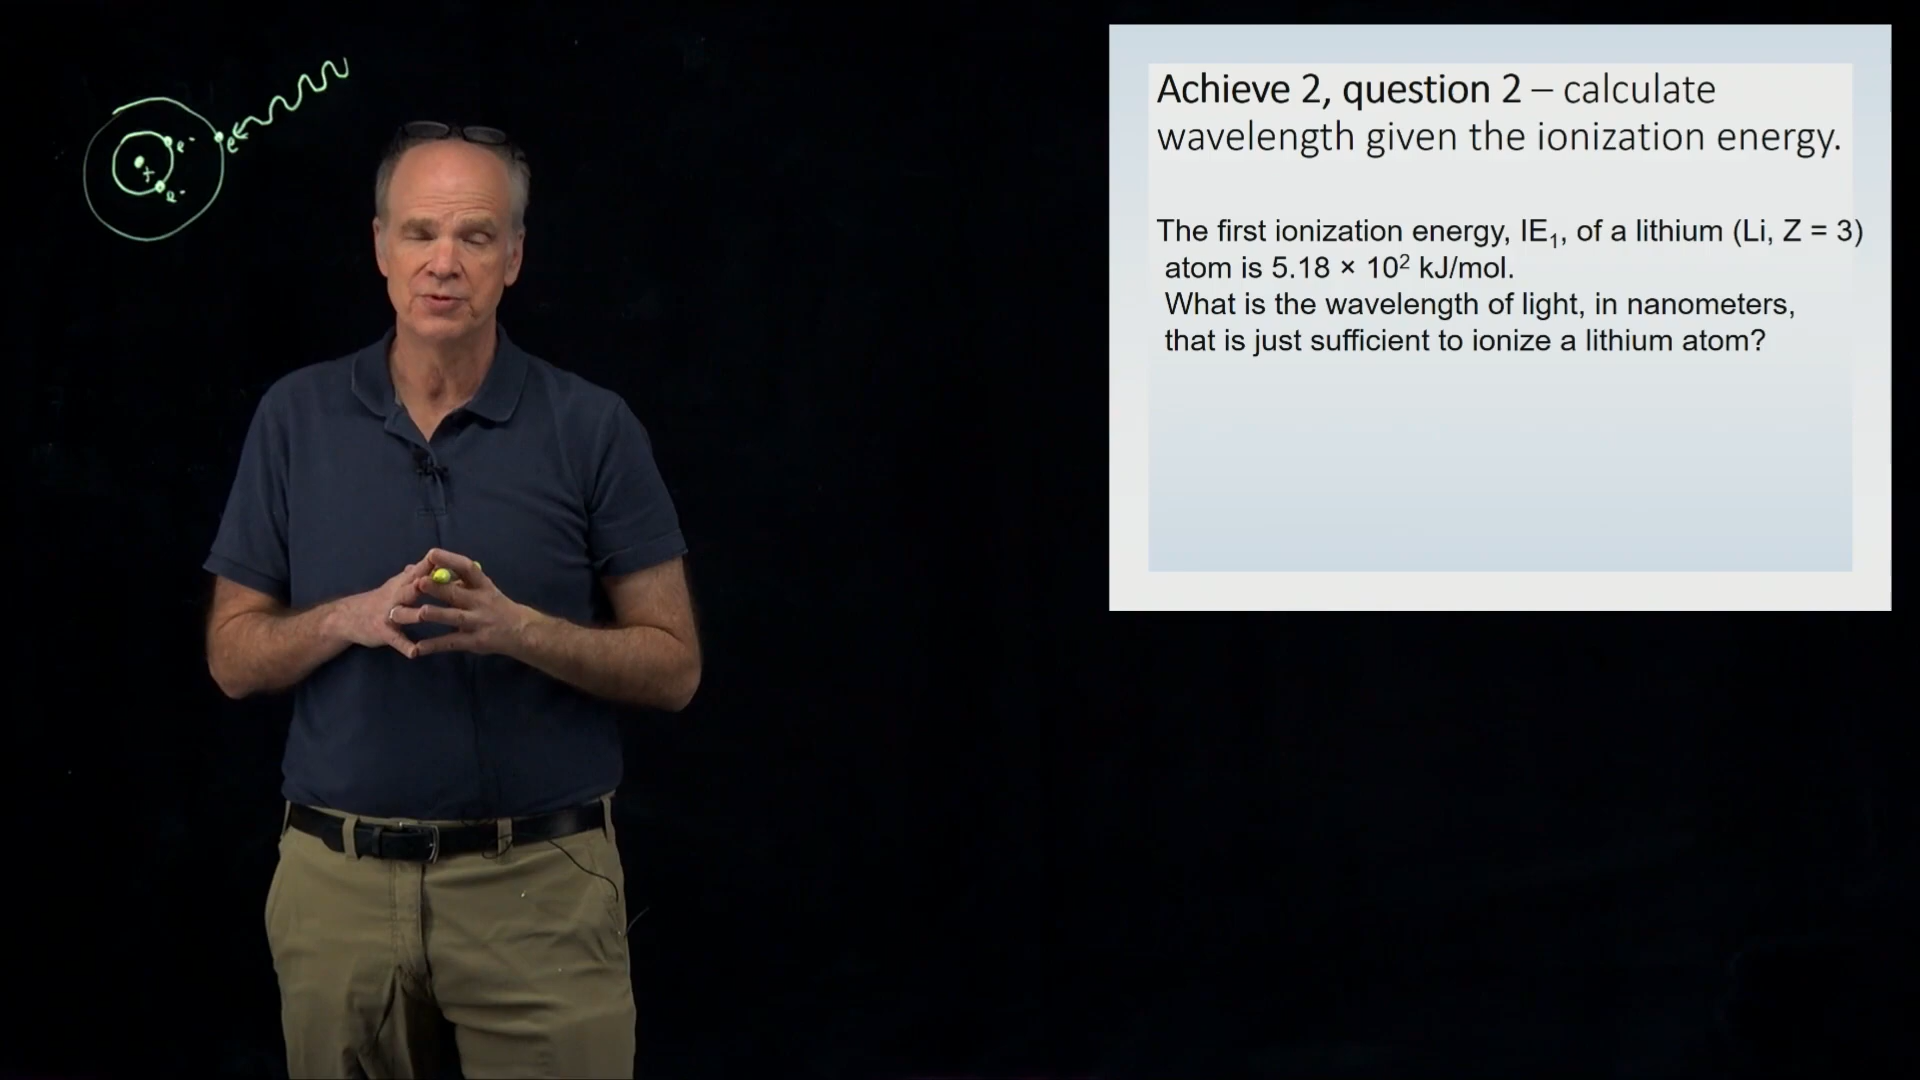 e-
e-
e
+
Achieve 2, question 2 – calculate
wavelength given the ionization energy.
The first ionization energy, IE₁, of a lithium (Li, Z = 3)
atom is 5.18 × 10² kJ/mol.
What is the wavelength of light, in nanometers,
that is just sufficient to ionize a lithium atom?